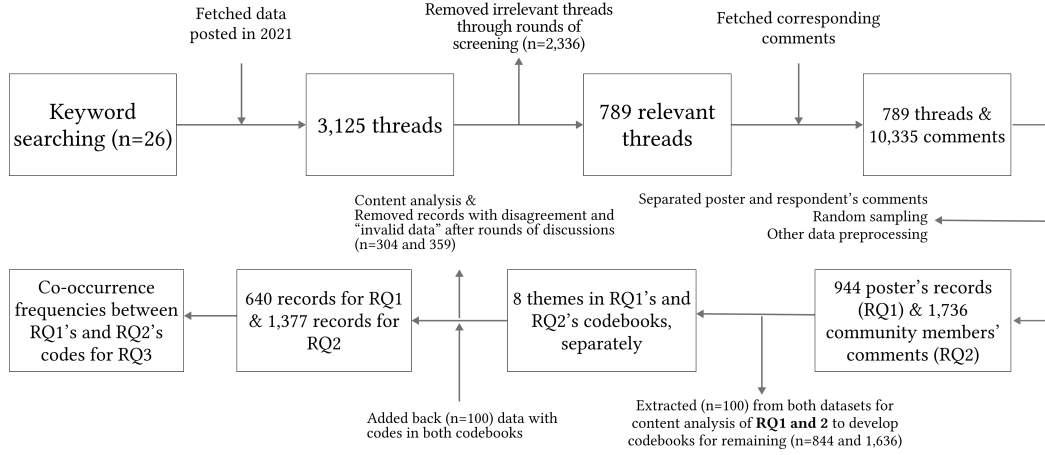 Fetched data
posted in 2021
Removed irrelevant threads
through rounds of
screening (n=2,336)
Fetched corresponding
comments
Keyword
searching (n=26)
3,125 threads
789 relevant
threads
789 threads &
10,335 comments
Separated poster and respondent's comments
Random sampling
Other data preprocessing
Content analysis &
Removed records with disagreement and
“invalid data” after rounds of discussions
(n=304 and 359)
944 poster's records
(RQ1) & 1,736
community members’
comments (RQ2)
8 themes in RQ1's and
RQ2's codebooks,
separately
640 records for RQ1
& 1,377 records for
RQ2
Co-occurrence
frequencies between
RQ1's and RQ2's
codes for RQ3
Extracted (n=100) from both datasets for
content analysis of RQ1 and 2 to develop
codebooks for remaining (n=844 and 1,636)
Added back (n=100) data with
codes in both codebooks